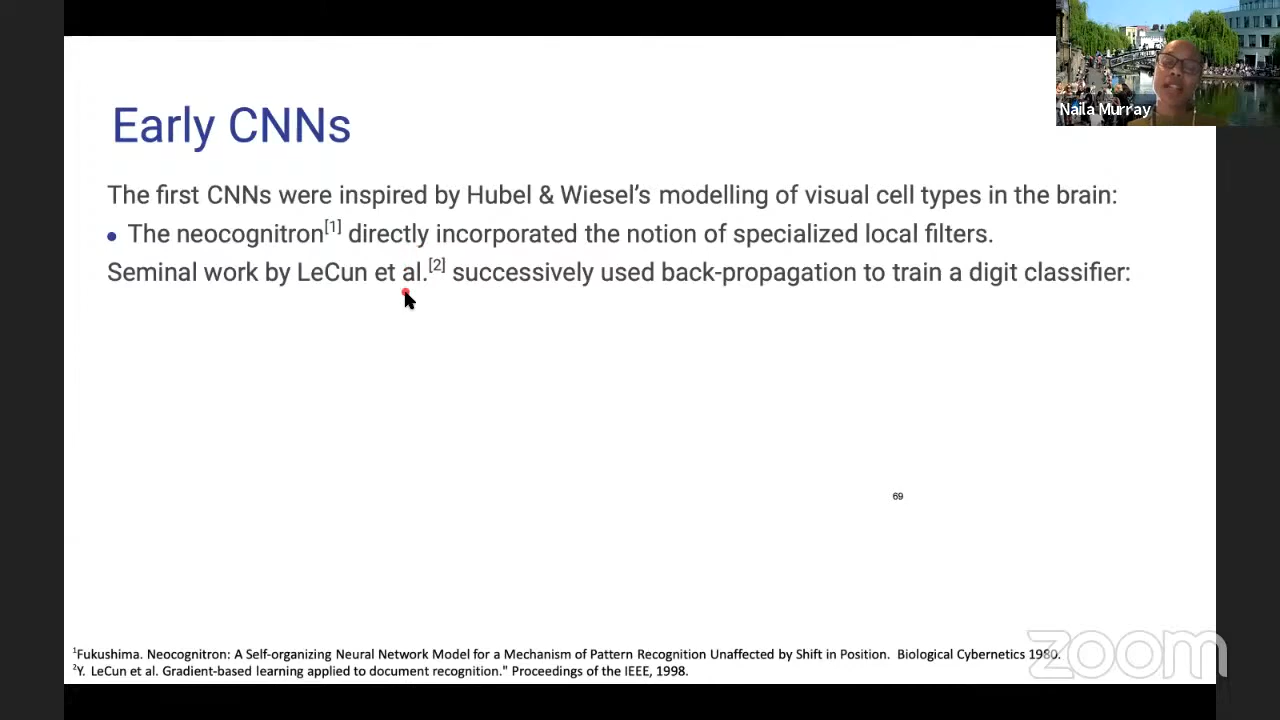 Naila Murray
Early CNNs
The first CNNs were inspired by Hubel & Wiesel's modelling of visual cell types in the brain:
• The neocognitron[1] directly incorporated the notion of specialized local filters.
Seminal work by LeCun et al.[2] successively used back-propagation to train a digit classifier:
69
1Fukushima. Neocognitron: A Self-organizing Neural Network Model for a Mechanism of Pattern Recognition Unaffected by Shift in Position. Biological Cybernetics 1980.
2Y. LeCun et al. Gradient-based learning applied to document recognition." Proceedings of the IEEE, 1998.
zoom